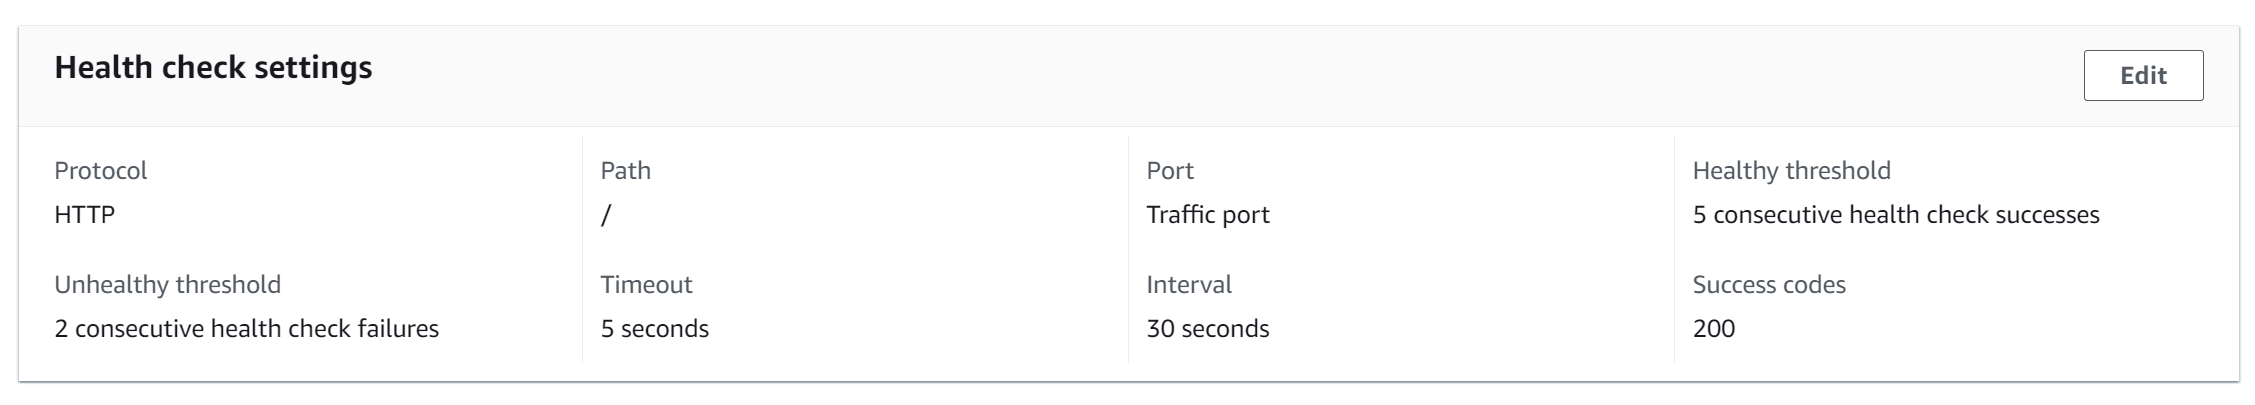 Health check settings
Edit
Protocol
HTTP
Path
/
Port
Traffic port
Healthy threshold
5 consecutive health check successes
Unhealthy threshold
2 consecutive health check failures
Timeout
5 seconds
Interval
30 seconds
Success codes
200